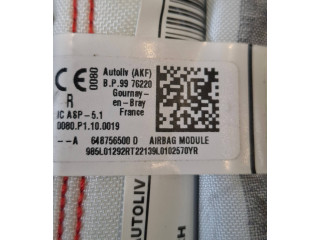 CE 0080 Autoliv (AKF)
B.P.99 76220
Gournay-
en-Bray
France
R
IC ASP-5.1
0080.P1.10.0019
--A 648756500 D AIRBAG MODULE
985L01292RT22139L0102570YR
AUTOLIV